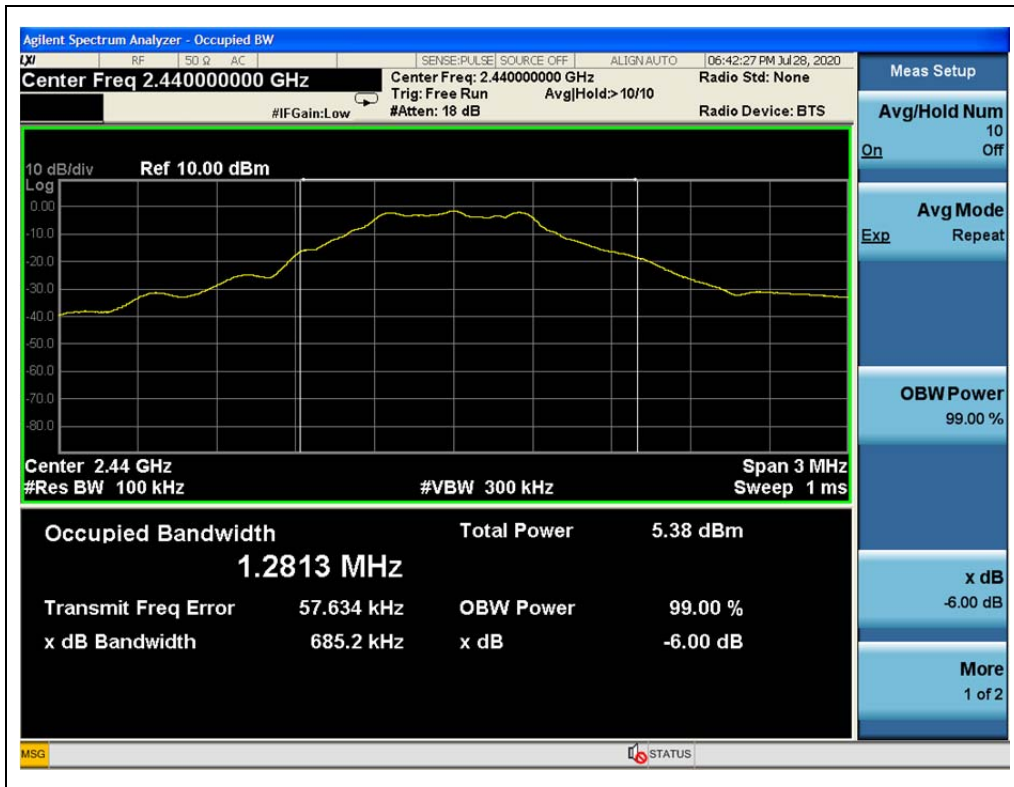 Agilent Spectrum Analyzer - Occupied BW
LXI RF 50 Ω AC SENSE:PULSE SOURCE OFF ALIGN AUTO 06:42:27 PM Jul 28, 2020
Center Freq 2.440000000 GHz
Center Freq: 2.440000000 GHz Radio Std: None
Trig: Free Run Avg|Hold:> 10/10
#IFGain:Low #Atten: 18 dB Radio Device: BTS
10 dB/div Ref 10.00 dBm
Log
0.00
-10.0
-20.0
-30.0
-40.0
-50.0
-60.0
-70.0
-80.0
Center 2.44 GHz Span 3 MHz
#Res BW 100 kHz #VBW 300 kHz Sweep 1 ms
Occupied Bandwidth Total Power 5.38 dBm
1.2813 MHz
Transmit Freq Error 57.634 kHz OBW Power 99.00 %
x dB Bandwidth 685.2 kHz x dB -6.00 dB
Meas Setup
Avg/Hold Num
10
On Off
Avg Mode
Exp Repeat
OBW Power
99.00 %
x dB
-6.00 dB
More
1 of 2
MSG STATUS